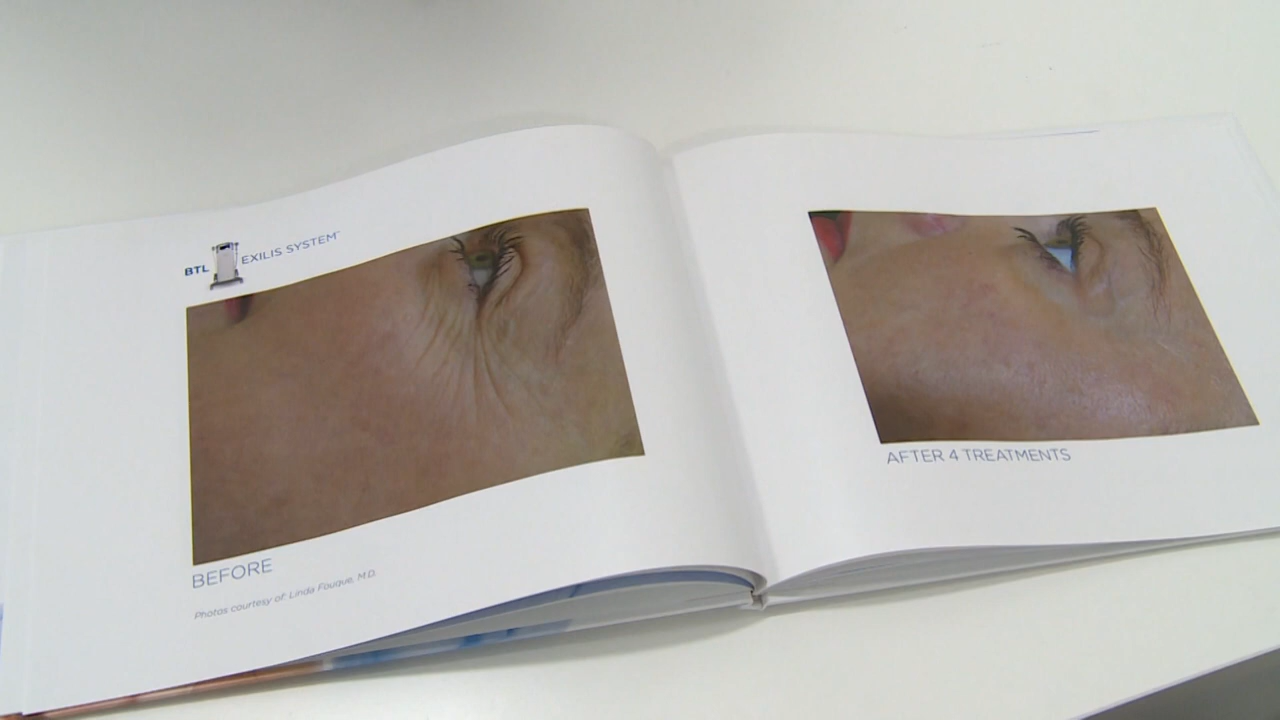 BTL EXILIS SYSTEM™
BEFORE
Photos courtesy of: Linda Fouque, M.D.
AFTER 4 TREATMENTS